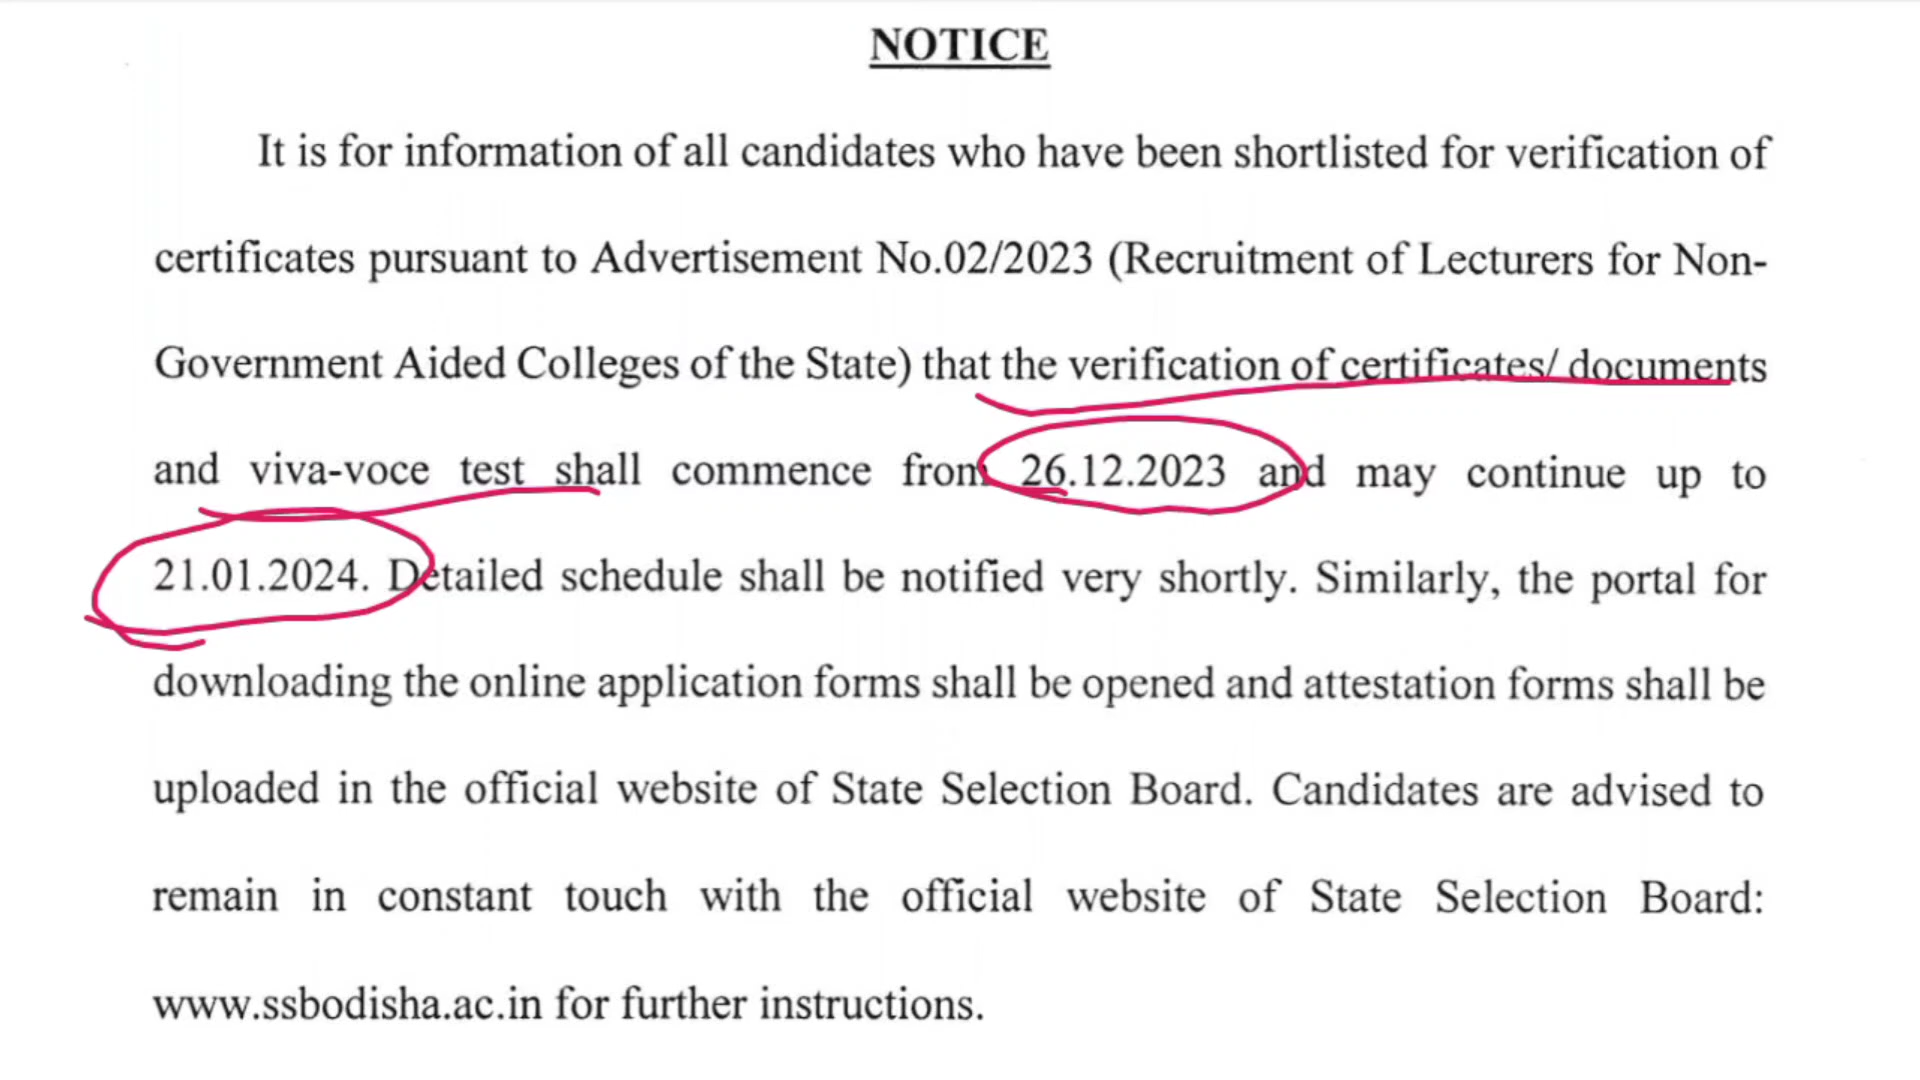 NOTICE
It is for information of all candidates who have been shortlisted for verification of
certificates pursuant to Advertisement No.02/2023 (Recruitment of Lecturers for Non-
Government Aided Colleges of the State) that the verification of certificates/ documents
and viva-voce test shall commence from 26.12.2023 and may continue up to
21.01.2024. Detailed schedule shall be notified very shortly. Similarly, the portal for
downloading the online application forms shall be opened and attestation forms shall be
uploaded in the official website of State Selection Board. Candidates are advised to
remain in constant touch with the official website of State Selection Board:
www.ssbodisha.ac.in for further instructions.